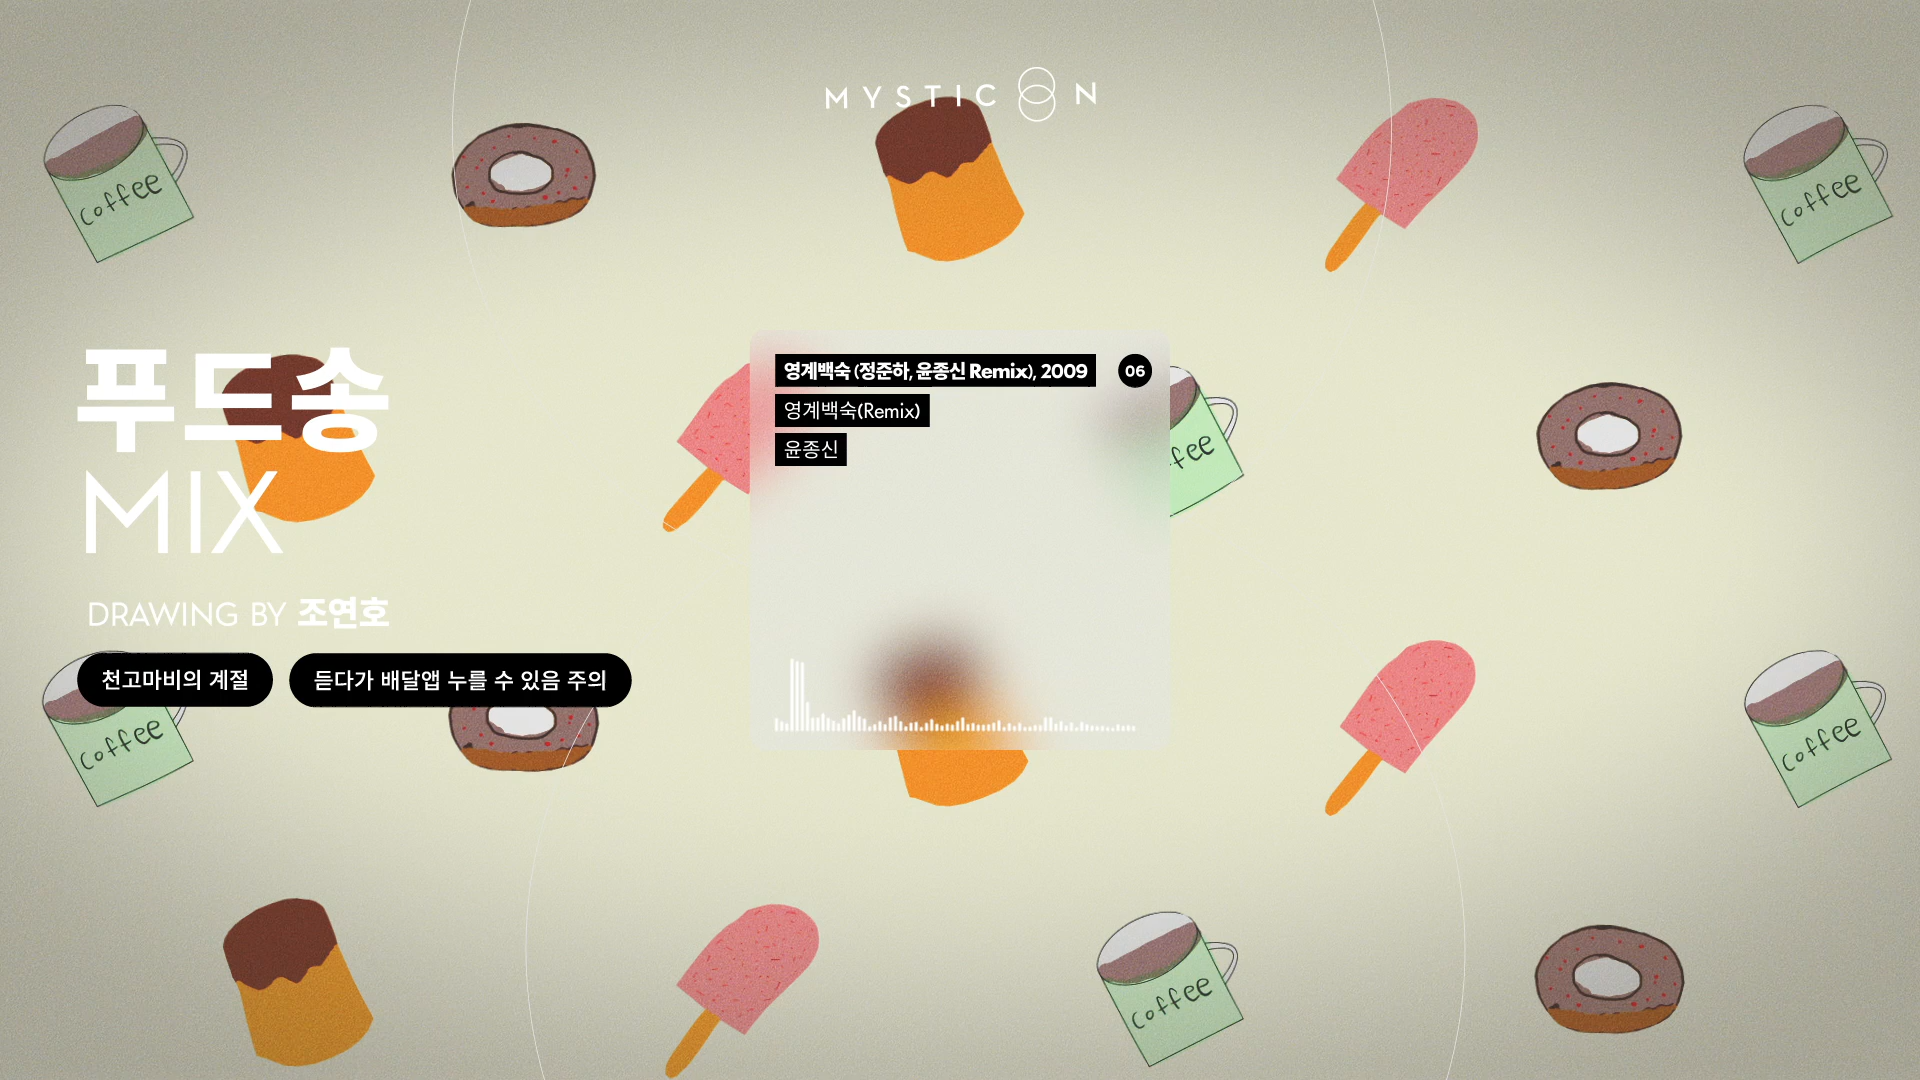 MYSTIC ON
Coffee
Coffee
푸드송
MIX
DRAWING BY 조연호
천고마비의 계절
듣다가 배달앱 누를 수 있음 주의
영계백숙 (정준하, 윤종신 Remix), 2009
06
영계백숙(Remix)
윤종신
ffee
Coffee
Coffee
Coffee